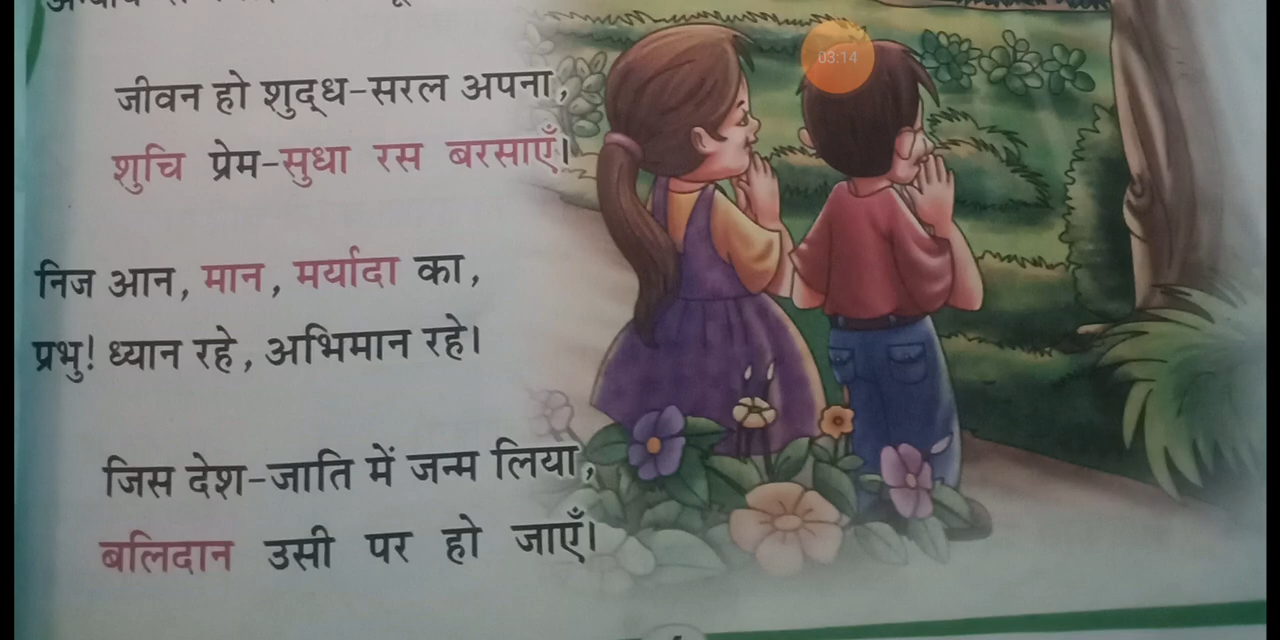 जीवन हो शुद्ध-सरल अपना,
शुचि प्रेम-सुधा रस बरसाएँ।
निज आन, मान, मर्यादा का,
प्रभु! ध्यान रहे, अभिमान रहे।
जिस देश-जाति में जन्म लिया,
बलिदान उसी पर हो जाएँ।
03:14